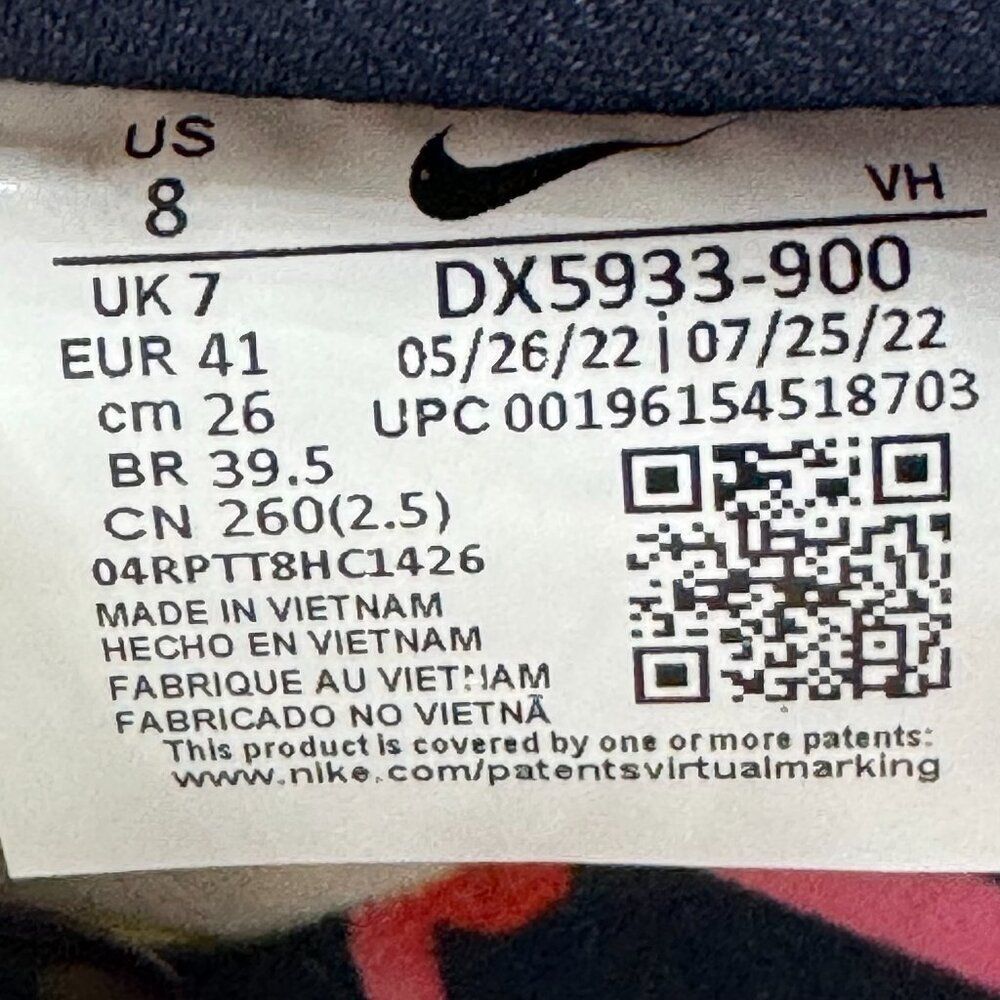 US
8
VH
UK 7
DX5933-900
EUR 41
05/26/22 | 07/25/22
cm 26
UPC 00196154518703
BR 39.5
CN 260(2.5)
04RPTT8HC1426
MADE IN VIETNAM
HECHO EN VIETNAM
FABRIQUE AU VIETNAM
FABRICADO NO VIETNÃ
This product is covered by one or more patents:
www.nike.com/patentsvirtualmarking